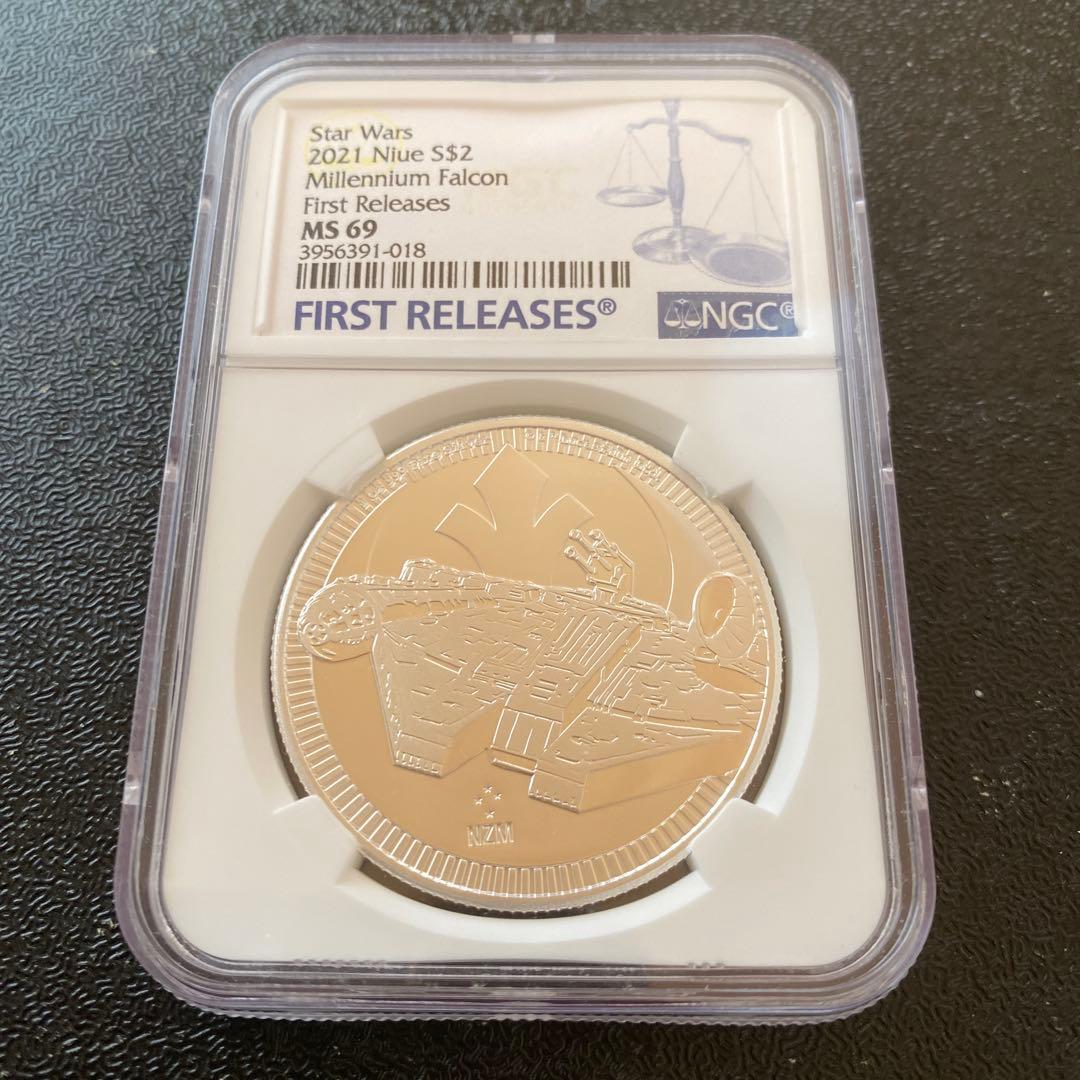 Star Wars
2021 Niue S$2
Millennium Falcon
First Releases
MS 69
3956391-018
FIRST RELEASES®
NGC®
NZM